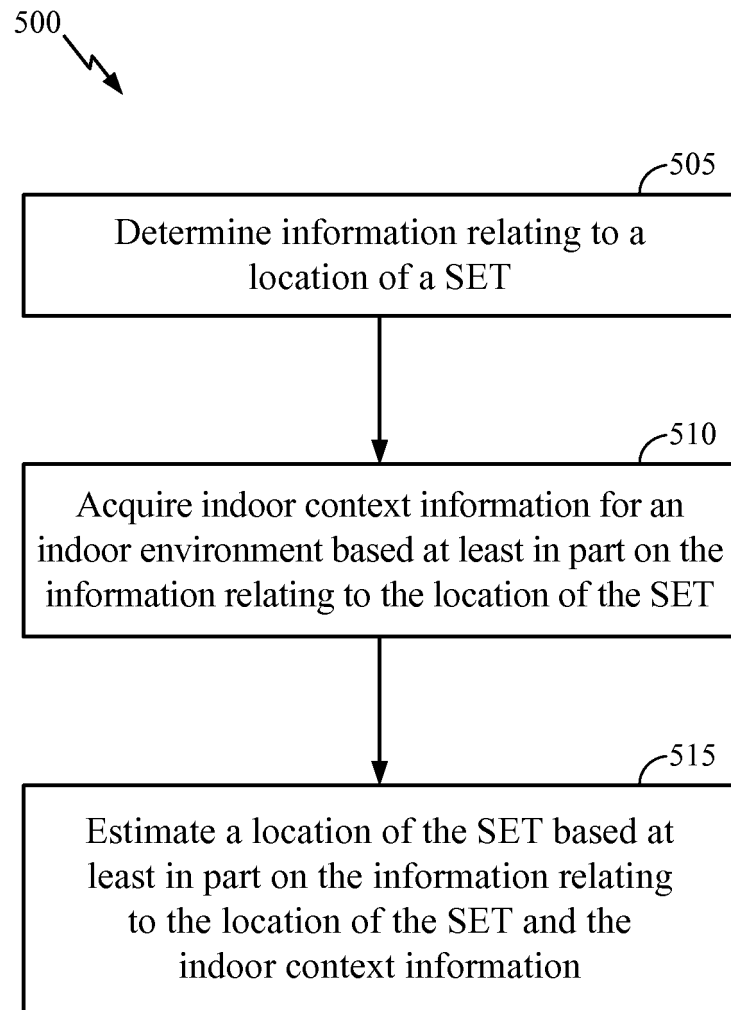 500
505
Determine information relating to a
location of a SET
510
Acquire indoor context information for an
indoor environment based at least in part on the
information relating to the location of the SET
515
Estimate a location of the SET based at
least in part on the information relating
to the location of the SET and the
indoor context information